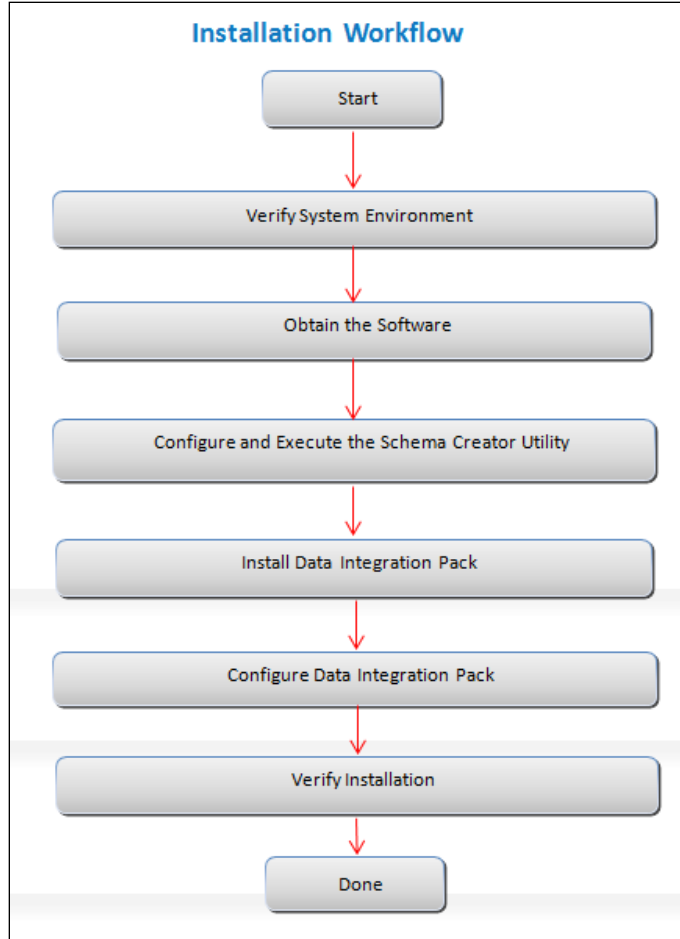 Installation Workflow
Start
Verify System Environment
Obtain the Software
Configure and Execute the Schema Creator Utility
Install Data Integration Pack
Configure Data Integration Pack
Verify Installation
Done